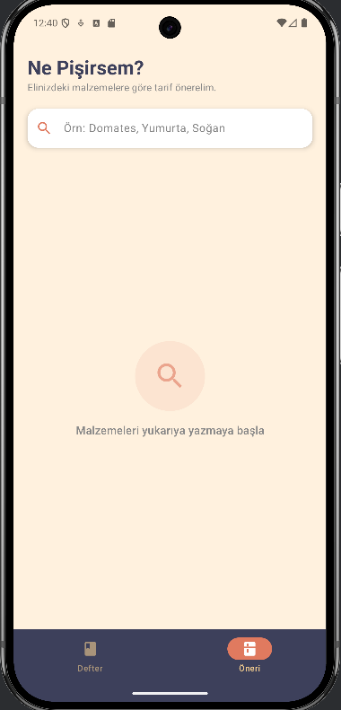 12:40
Ne Pişirsem?
Elinizdeki malzemelere göre tarif önerelim.
Örn: Domates, Yumurta, Soğan
Malzemeleri yukarıya yazmaya başla
Defter
Öneri